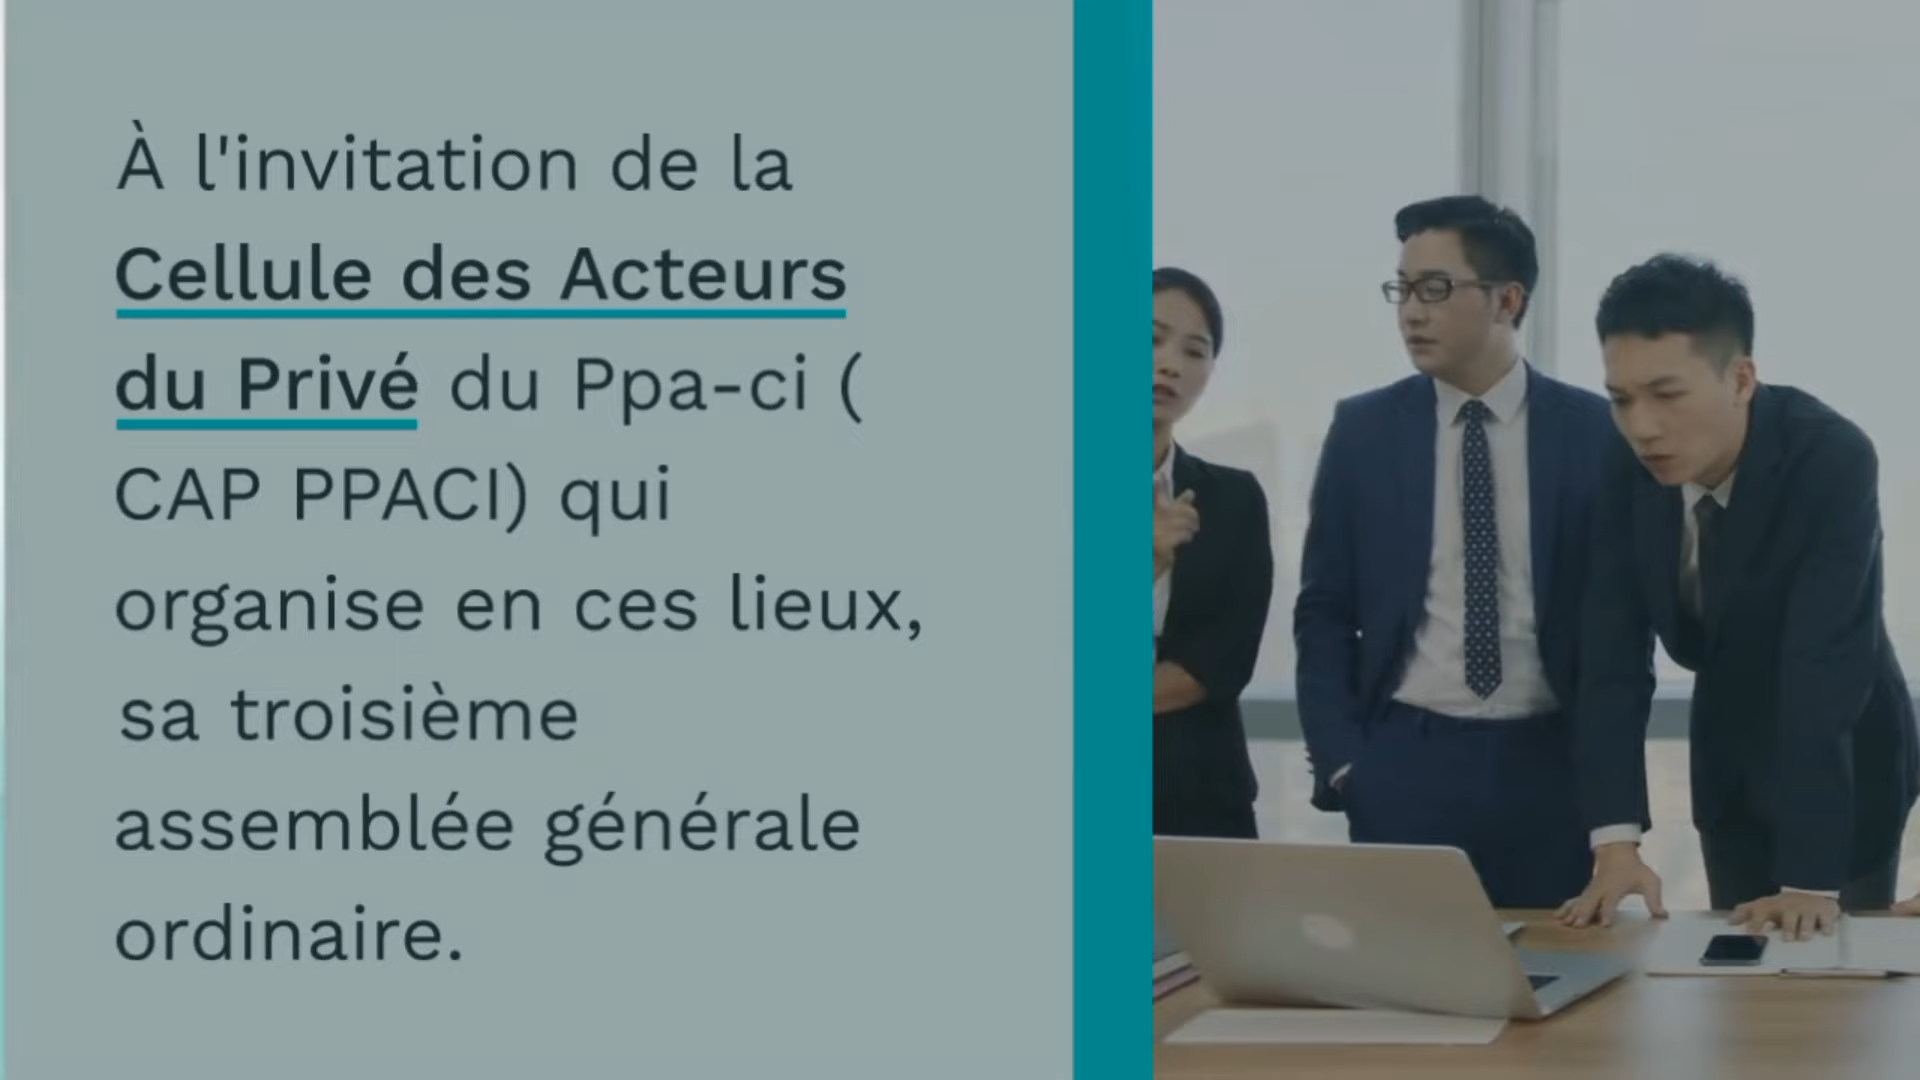 À l'invitation de la
Cellule des Acteurs
du Privé du Ppa-ci (
CAP PPACI) qui
organise en ces lieux,
sa troisième
assemblée générale
ordinaire.